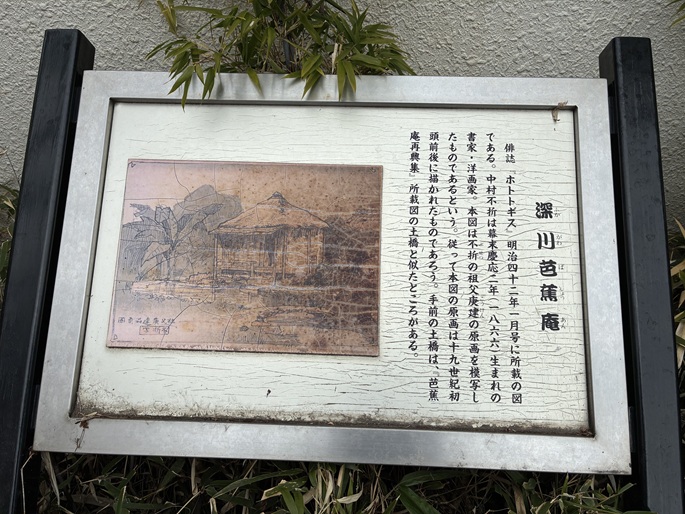 深川芭蕉庵
俳誌『ホトトギス』明治四十二年一月号に所載の図
である。中村不折は幕末慶応二年(一八六六)生まれの
書家・洋画家。本図は不折の祖父庚建の原画を模写し
たものであるという。従って本図の原画は十九世紀初
頭前後に描かれたものであろう。手前の土橋は、『芭蕉
庵再興集』所載図の土橋と似たところがある。